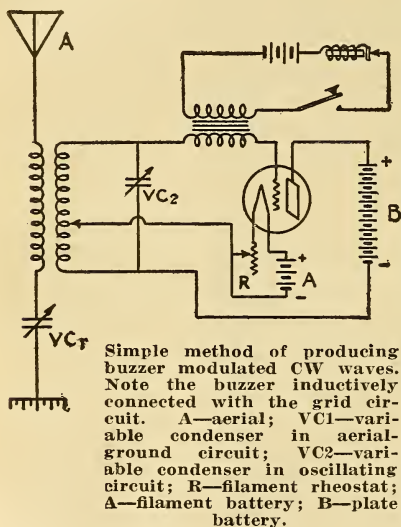 A
VC2
+
B
-
+
R
A
-
VCr
Simple method of producing
buzzer modulated CW waves.
Note the buzzer inductively
connected with the grid cir-
cuit. A—aerial; VC1—vari-
able condenser in aerial-
ground circuit; VC2—vari-
able condenser in oscillating
circuit; R—filament rheostat;
A—filament battery; B—plate
battery.